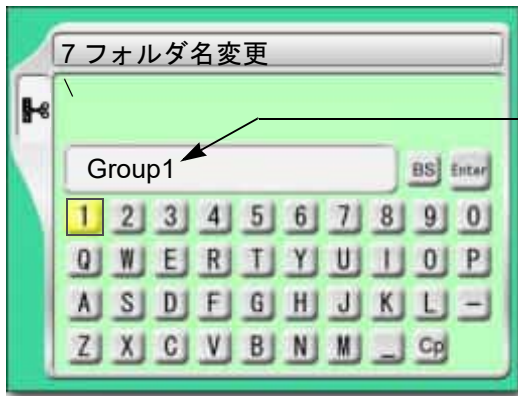 7 フォルダ名変更
\
Group1 BS Enter
1 2 3 4 5 6 7 8 9 0
Q W E R T Y U I O P
A S D F G H J K L -
Z X C V B N M _ Cp